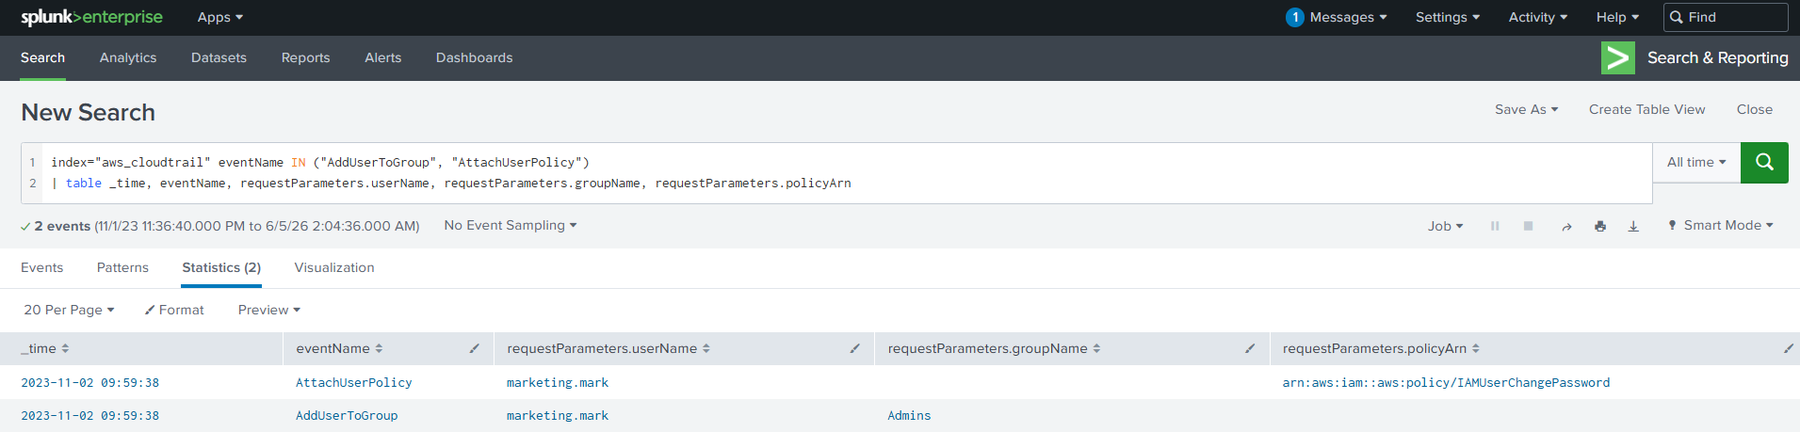 splunk>enterprise Apps 1 Messages Settings Activity Help Find
Search Analytics Datasets Reports Alerts Dashboards > Search & Reporting
New Search Save As Create Table View Close
1 index="aws_cloudtrail" eventName IN ("AddUserToGroup", "AttachUserPolicy") All time
2 | table _time, eventName, requestParameters.userName, requestParameters.groupName, requestParameters.policyArn
2 events (11/1/23 11:36:40.000 PM to 6/5/26 2:04:36.000 AM) No Event Sampling Job Smart Mode
Events Patterns Statistics (2) Visualization
20 Per Page Format Preview
_time eventName requestParameters.userName requestParameters.groupName requestParameters.policyArn
2023-11-02 09:59:38 AttachUserPolicy marketing.mark arn:aws:iam::aws:policy/IAMUserChangePassword
2023-11-02 09:59:38 AddUserToGroup marketing.mark Admins